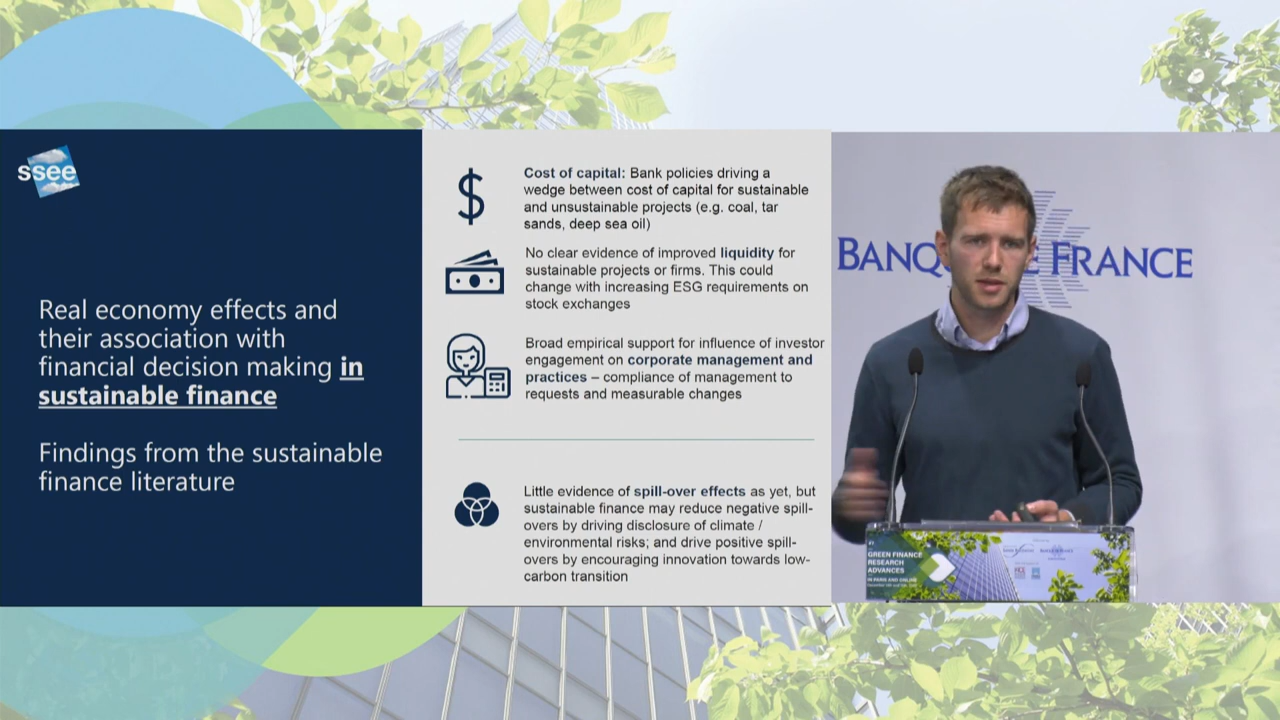 ssee
Real economy effects and
their association with
financial decision making in
sustainable finance
Findings from the sustainable
finance literature
$
Cost of capital: Bank policies driving a
wedge between cost of capital for sustainable
and unsustainable projects (e.g. coal, tar
sands, deep sea oil)
No clear evidence of improved liquidity for
sustainable projects or firms. This could
change with increasing ESG requirements on
stock exchanges
Broad empirical support for influence of investor
engagement on corporate management and
practices – compliance of management to
requests and measurable changes
Little evidence of spill-over effects as yet, but
sustainable finance may reduce negative spill-
overs by driving disclosure of climate /
environmental risks; and drive positive spill-
overs by encouraging innovation towards low-
carbon transition
BANQ E FRANCE
GREEN FINANCE
RESEARCH
ADVANCES
IN PARIS AND ONLINE